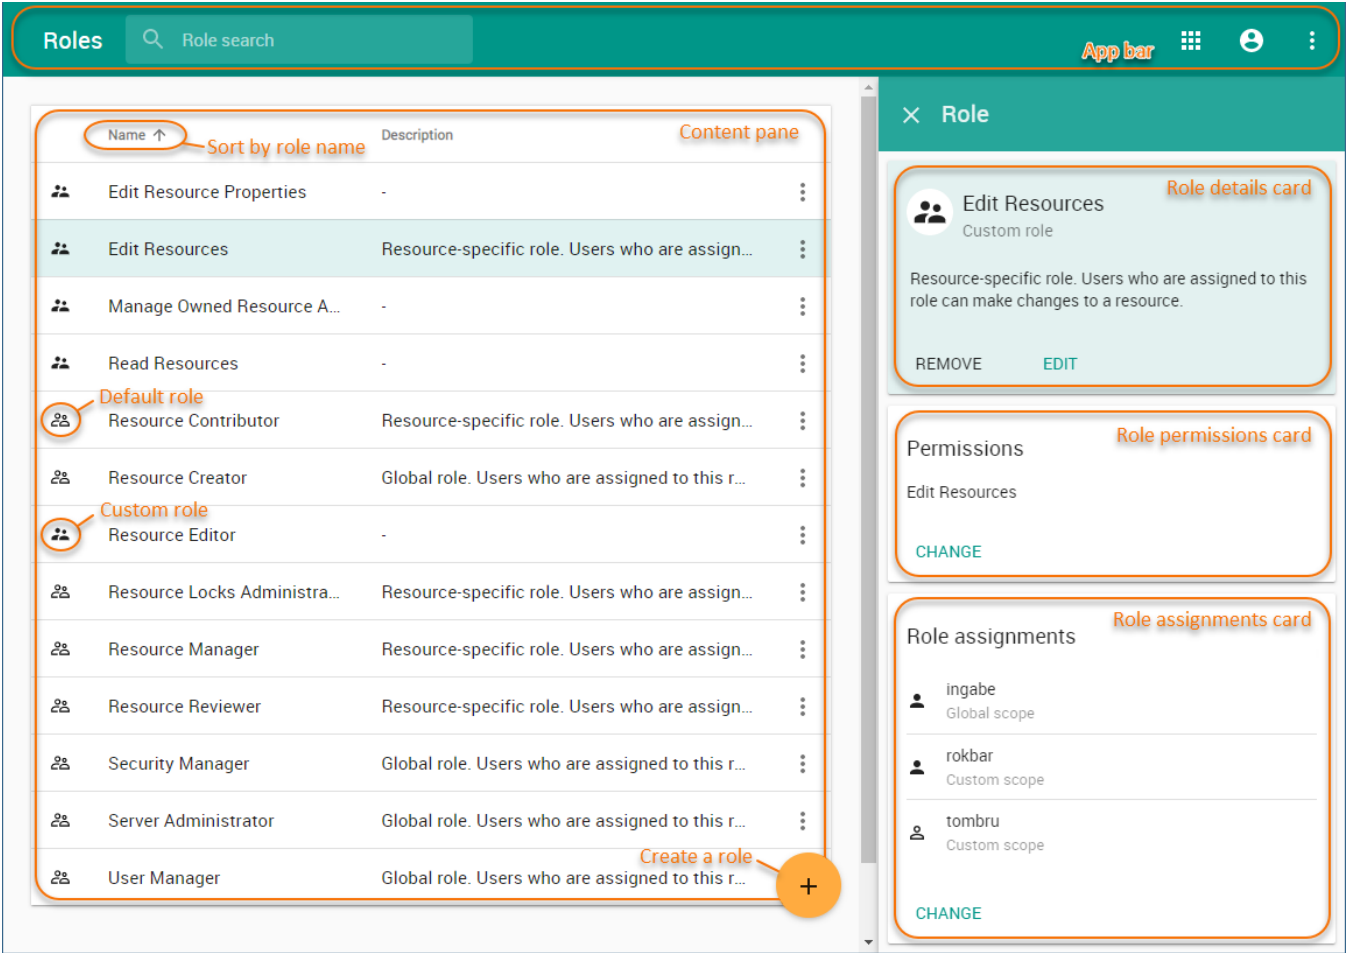 Roles
Role search
App bar
Name
Description
Content pane
Sort by role name
Edit Resource Properties
-
Edit Resources
Resource-specific role. Users who are assign...
Manage Owned Resource A...
-
Read Resources
-
Default role
Resource Contributor
Resource-specific role. Users who are assign...
Resource Creator
Global role. Users who are assigned to this r...
Custom role
Resource Editor
-
Resource Locks Administra...
Resource-specific role. Users who are assign...
Resource Manager
Resource-specific role. Users who are assign...
Resource Reviewer
Resource-specific role. Users who are assign...
Security Manager
Global role. Users who are assigned to this r...
Server Administrator
Global role. Users who are assigned to this r...
Create a role
User Manager
Global role. Users who are assigned to this r...
Role
Role details card
Edit Resources
Custom role
Resource-specific role. Users who are assigned to this
role can make changes to a resource.
REMOVE
EDIT
Role permissions card
Permissions
Edit Resources
CHANGE
Role assignments card
Role assignments
ingabe
Global scope
rokbar
Custom scope
tombru
Custom scope
CHANGE